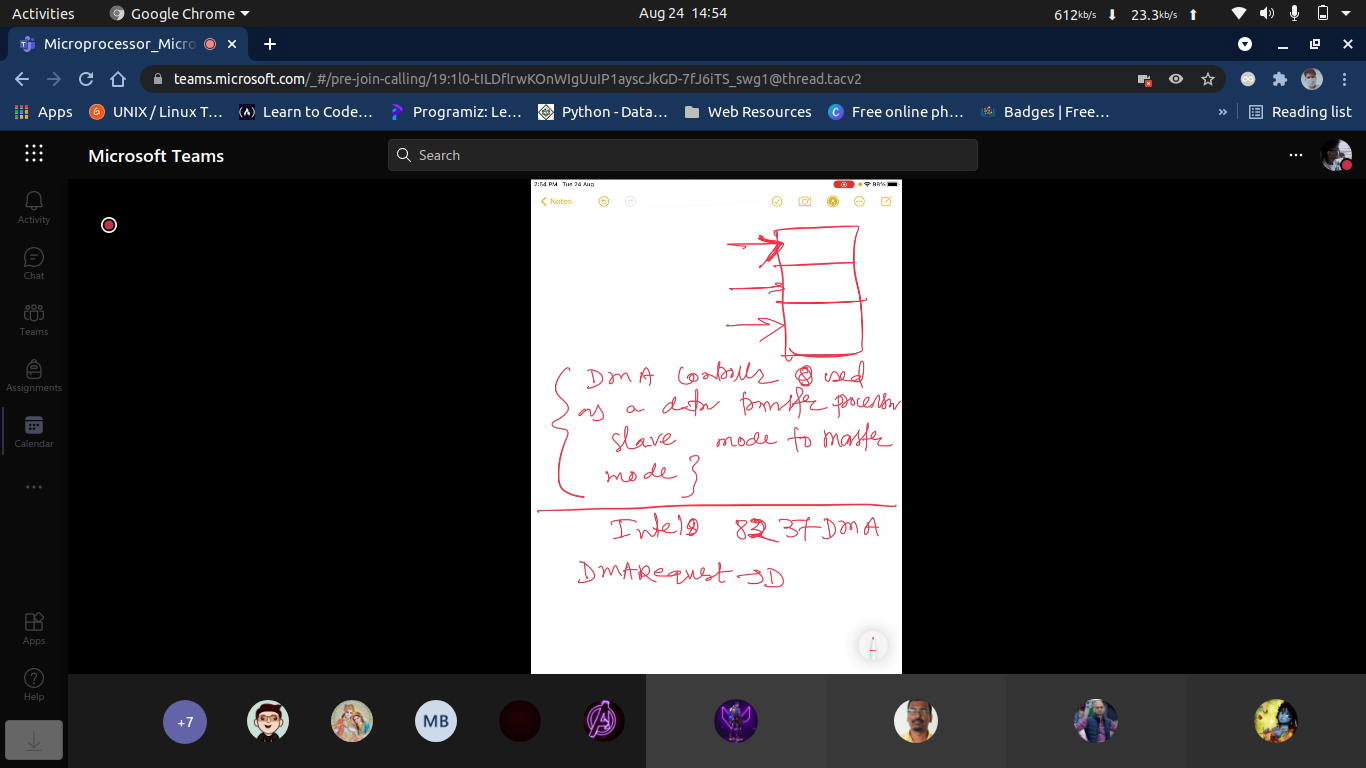 Activities
Google Chrome
Aug 24 14:54
612kb/s
23.3kb/s
Microprocessor_Micro
teams.microsoft.com/_#/pre-join-calling/19:1l0-tILDflrwKOnWIgUuIP1ayscJkGD-7fJ6iTS_swg1@thread.tacv2
Apps
UNIX / Linux T…
Learn to Code…
Programiz: Le…
Python - Data…
Web Resources
Free online ph…
Badges | Free…
»
Reading list
Microsoft Teams
Search
Activity
Chat
Teams
Assignments
Calendar
Apps
Help
2:54 PM Tue 24 Aug
98%
Notes
DMA used
as a data transfer
slave mode to master
mode
Intel 8237 DMA
DMA Request → D
+7
MB